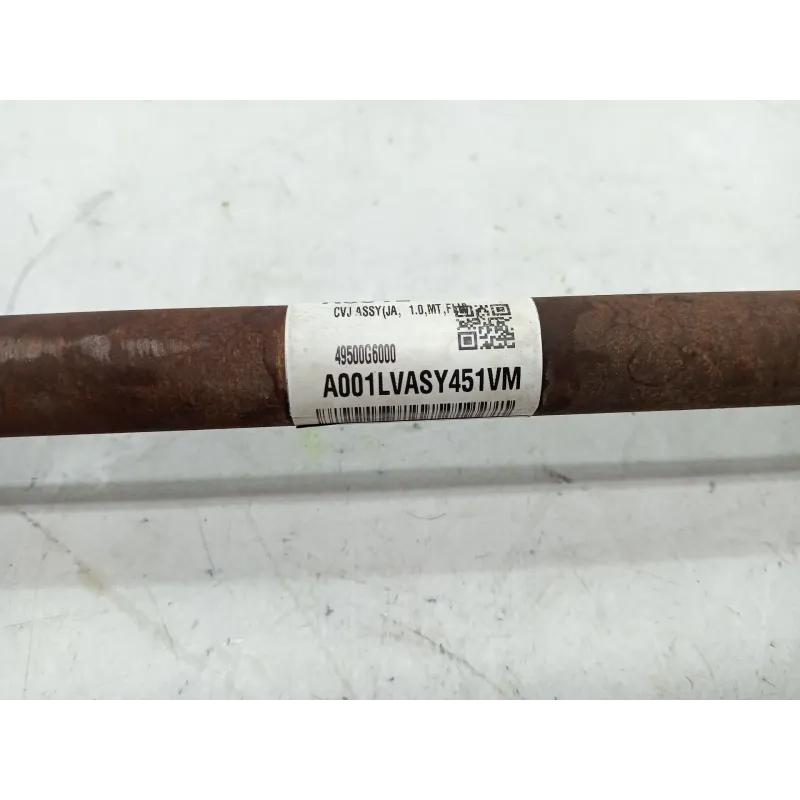 CVJ ASSY(JA, 1.0,MT,F
49500G6000
A001LVASY451VM